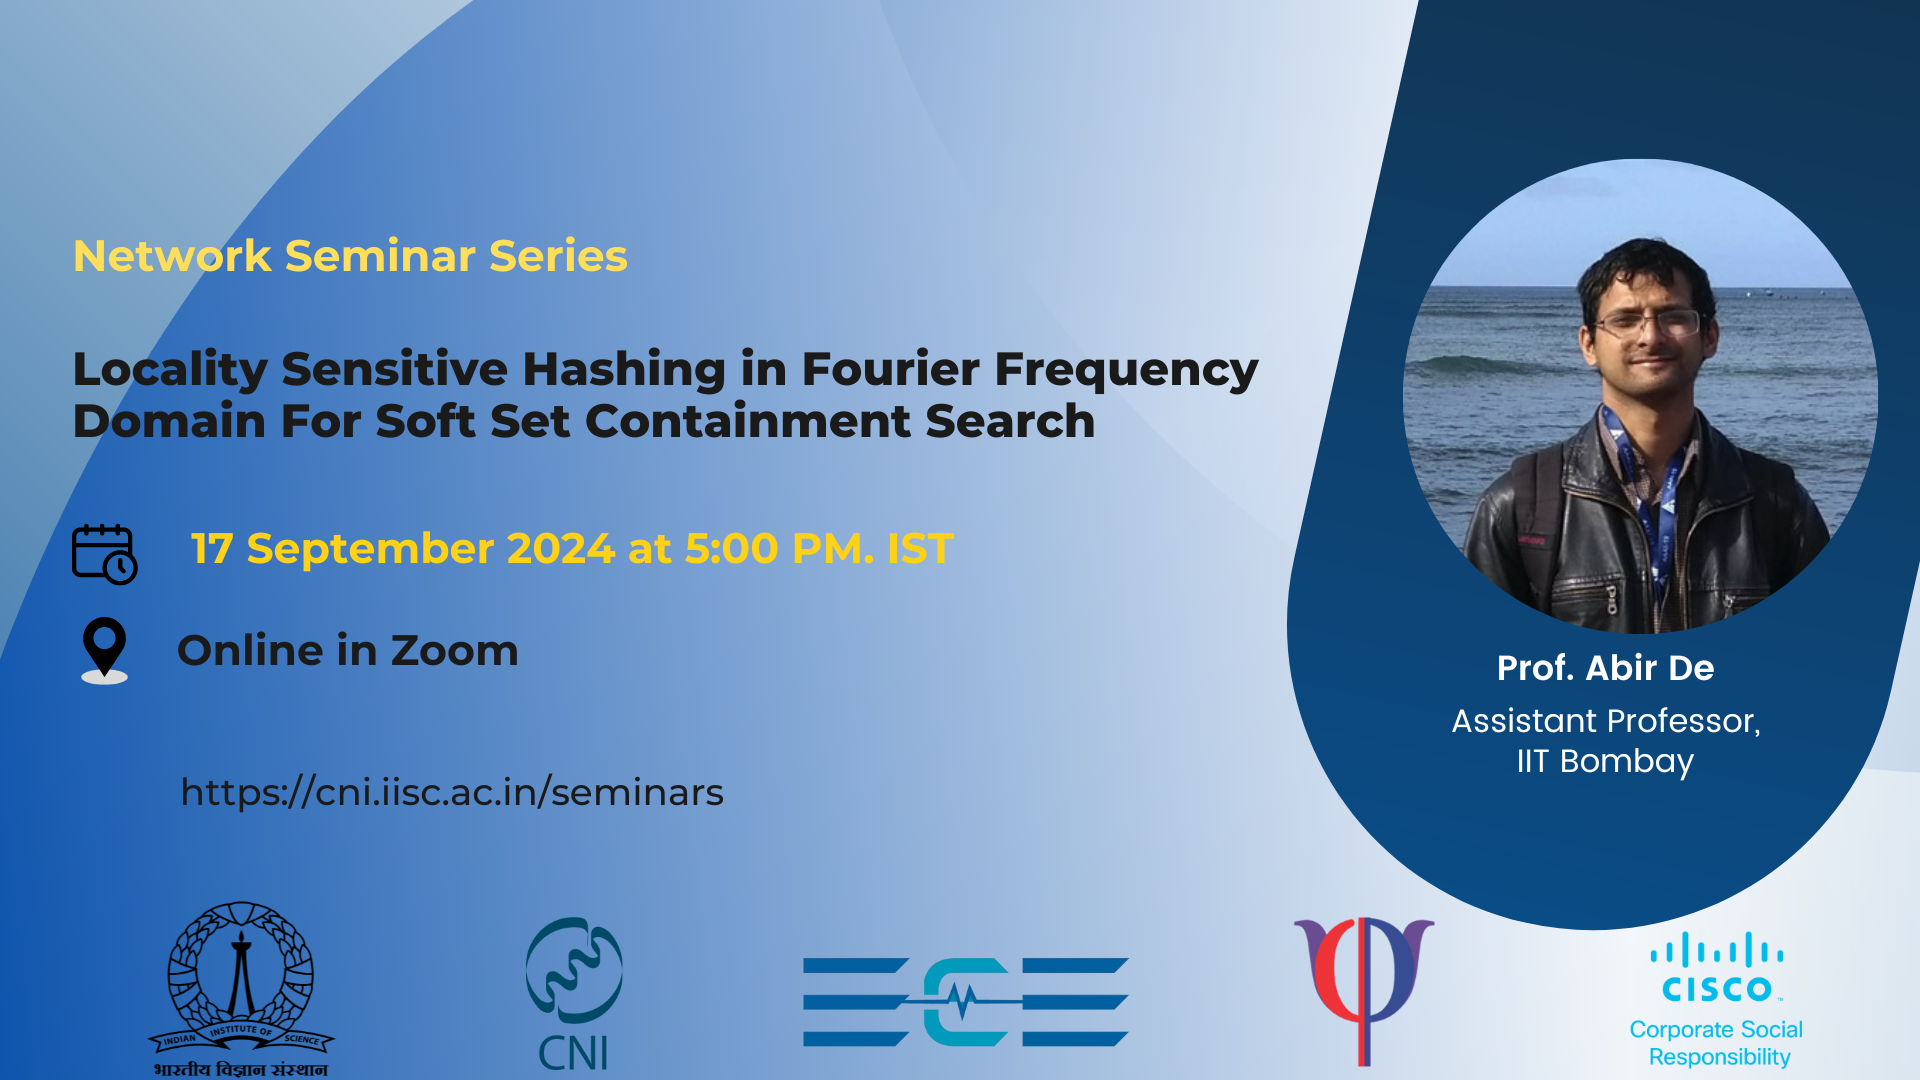 Network Seminar Series
Locality Sensitive Hashing in Fourier Frequency
Domain For Soft Set Containment Search
17 September 2024 at 5:00 PM. IST
Online in Zoom
https://cni.iisc.ac.in/seminars
Prof. Abir De
Assistant Professor,
IIT Bombay
INDIAN INSTITUTE OF SCIENCE
भारतीय विज्ञान संस्थान
CNI
ECE
CISCO
Corporate Social
Responsibility